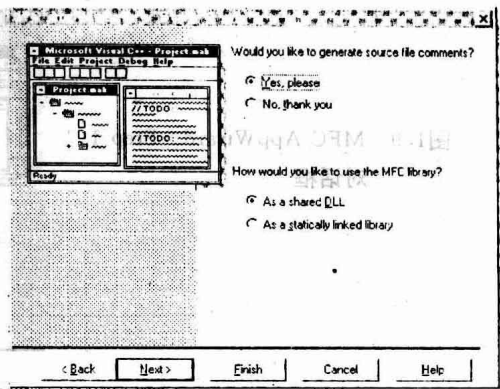 Microsoft Visual C++ - Project.mak
File Edit Project Debug Help
Project.mak
//TODO
//TODO:
Ready
Would you like to generate source file comments?
Yes, please
No, thank you
How would you like to use the MFC library?
As a shared DLL
As a statically linked library
< Back
Next >
Finish
Cancel
Help